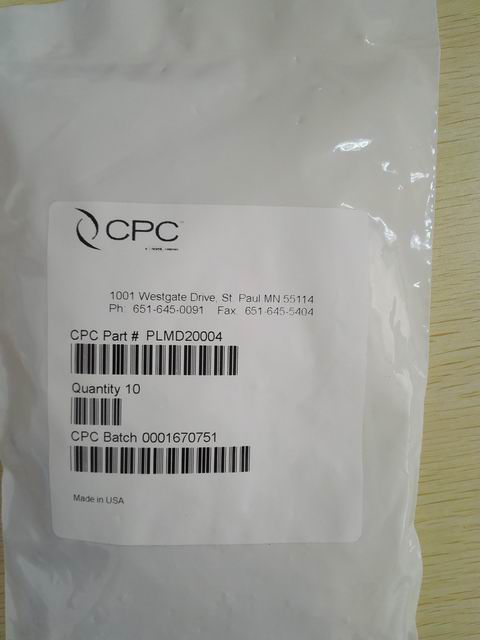 CPC™
1001 Westgate Drive, St. Paul MN 55114
Ph: 651-645-0091 Fax: 651-645-5404
CPC Part # PLMD20004
Quantity 10
CPC Batch 0001670751
Made in USA